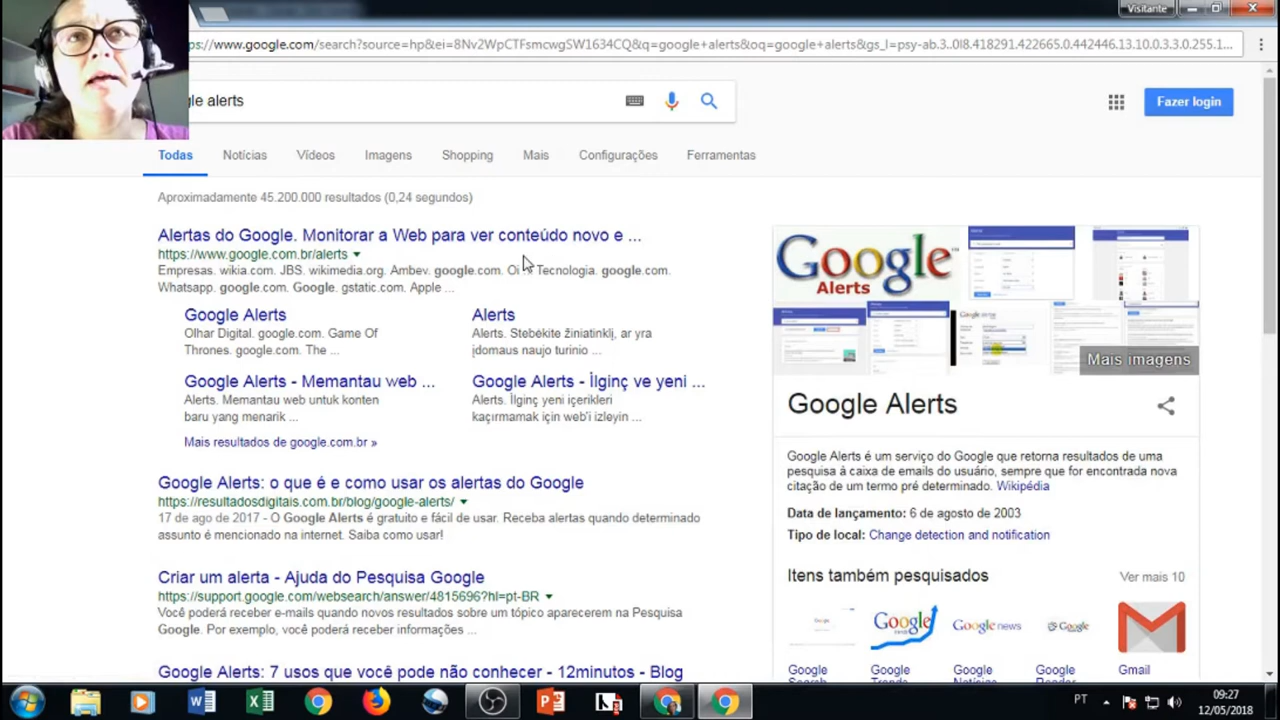 Visitante
www.google.com/search?source=hp&ei=8Nv2WpCTFsmcwgSW1634CQ&q=google+alerts&oq=google+alerts&gs_l=psy-ab.3..0l8.418291.422665.0.442446.13.10.0.3.3.0.255.1...
gle alerts
Fazer login
Todas Notícias Vídeos Imagens Shopping Mais Configurações Ferramentas
Aproximadamente 45.200.000 resultados (0,24 segundos)
Alertas do Google. Monitorar a Web para ver conteúdo novo e ...
https://www.google.com.br/alerts
Empresas. wikia.com. JBS. wikimedia.org. Ambev. google.com. Oi Tecnologia. google.com.
Whatsapp. google.com. Google. gstatic.com. Apple ...
Google Alerts
Olhar Digital. google.com. Game Of
Thrones. google.com. The ...
Alerts
Alerts. Stebėkite žiniatinklį, ar yra
įdomaus naujo turinio ...
Google Alerts - Memantau web ...
Alerts. Memantau web untuk konten
baru yang menarik ...
Google Alerts - İlginç ve yeni ...
Alerts. İlginç yeni içerikleri
kaçırmamak için web'i izleyin ...
Mais resultados de google.com.br »
Google Alerts: o que é e como usar os alertas do Google
https://resultadosdigitais.com.br/blog/google-alerts/
17 de ago de 2017 - O Google Alerts é gratuito e fácil de usar. Receba alertas quando determinado
assunto é mencionado na internet. Saiba como usar!
Criar um alerta - Ajuda do Pesquisa Google
https://support.google.com/websearch/answer/4815696?hl=pt-BR
Você poderá receber e-mails quando novos resultados sobre um tópico aparecerem na Pesquisa
Google. Por exemplo, você poderá receber informações ...
Google Alerts: 7 usos que você pode não conhecer - 12minutos - Blog
Google
Alerts
Mais imagens
Google Alerts
Google Alerts é um serviço do Google que retorna resultados de uma
pesquisa à caixa de emails do usuário, sempre que for encontrada nova
citação de um termo pré determinado. Wikipédia
Data de lançamento: 6 de agosto de 2003
Tipo de local: Change detection and notification
Itens também pesquisados
Ver mais 10
Google Google news Google
Google Google Google Google Gmail
Search Trends Notícias Reader
PT
09:27
12/05/2018